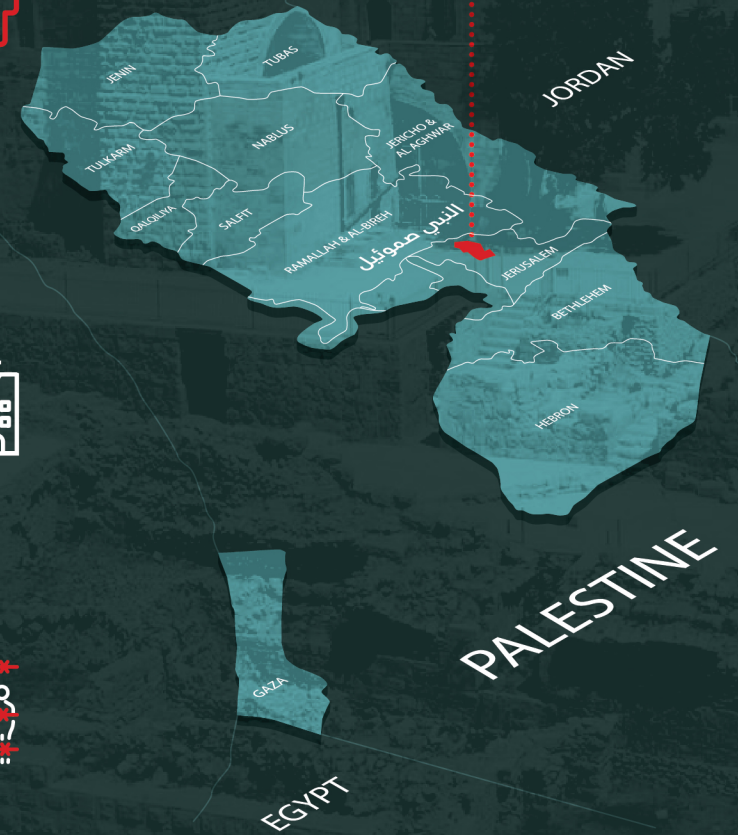 JORDAN
TUBAS
JENIN
NABLUS
JERICHO &
AL AGHWAR
TULKARM
QALQILIYA
SALFIT
RAMALLAH & AL-BIREH
النبي صموئيل
JERUSALEM
BETHLEHEM
HEBRON
PALESTINE
GAZA
EGYPT